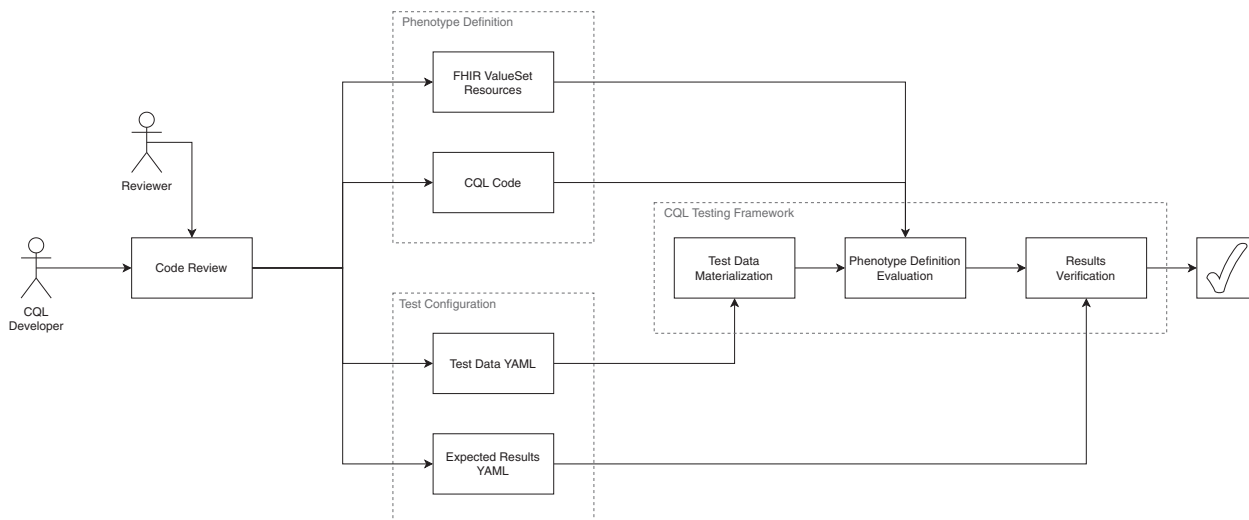 Phenotype Definition
FHIR ValueSet
Resources
Reviewer
CQL Code
CQL Testing Framework
Code Review
Test Data
Materialization
Phenotype Definition
Evaluation
Results
Verification
CQL
Developer
Test Configuration
Test Data YAML
Expected Results
YAML